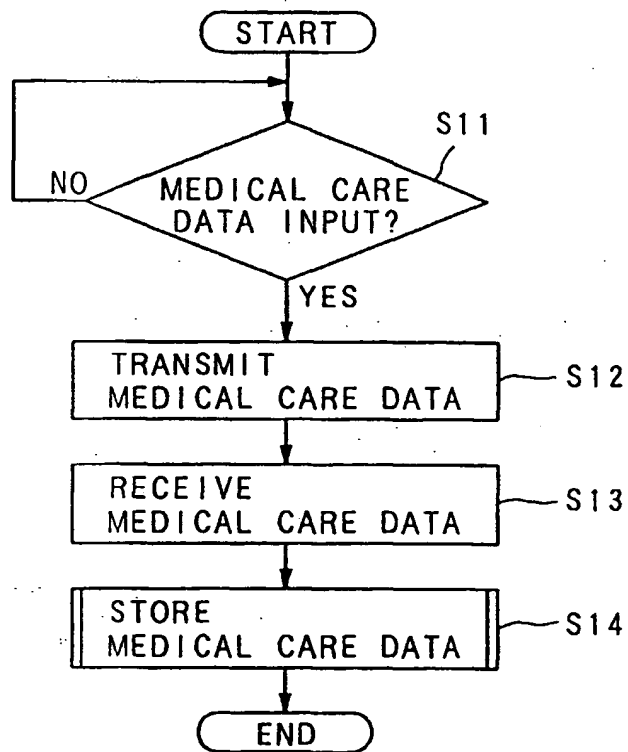 START
S11
NO
MEDICAL CARE
DATA INPUT?
YES
TRANSMIT
MEDICAL CARE DATA
S12
RECEIVE
MEDICAL CARE DATA
S13
STORE
MEDICAL CARE DATA
S14
END